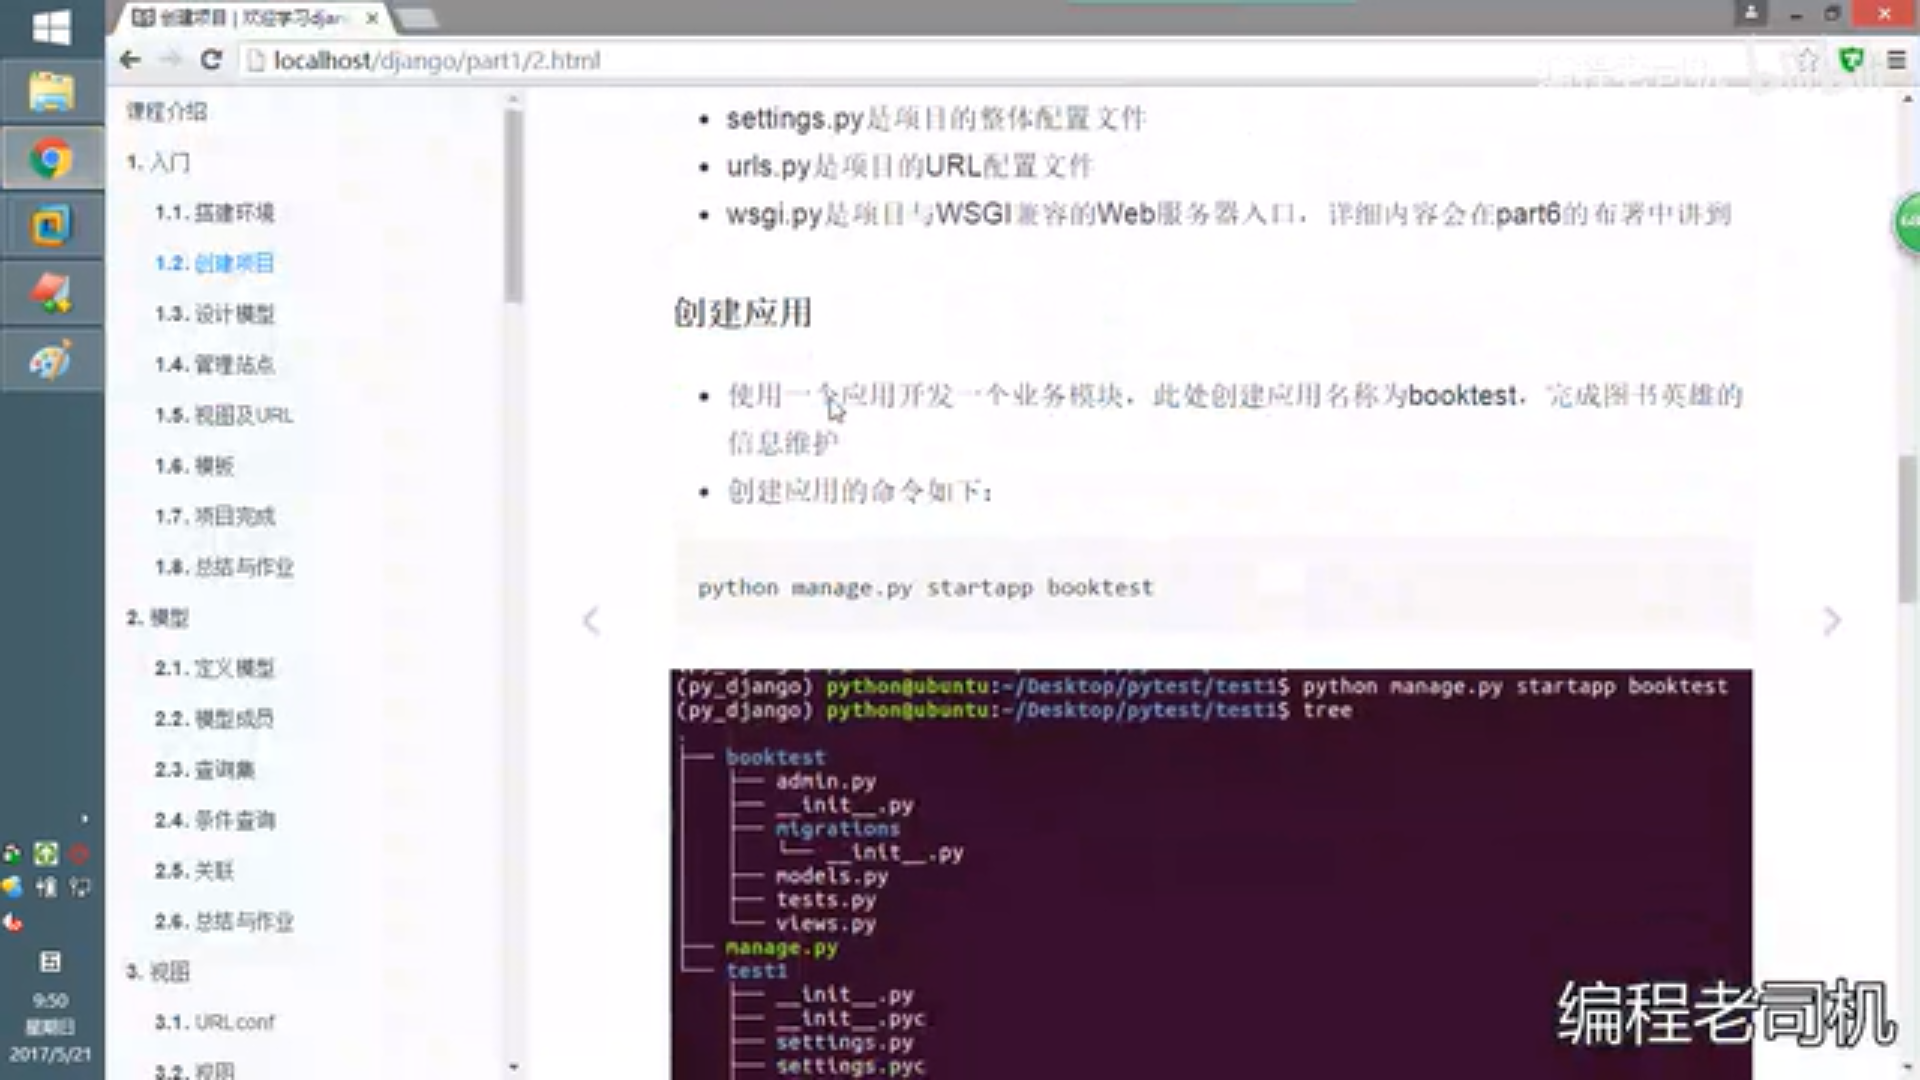 创建项目 | 欢迎学习djan
localhost/django/part1/2.html
课程介绍
1. 入门
1.1. 搭建环境
1.2. 创建项目
1.3. 设计模型
1.4. 管理站点
1.5. 视图及URL
1.6. 模板
1.7. 项目完成
1.8. 总结与作业
2. 模型
2.1. 定义模型
2.2. 模型成员
2.3. 查询集
2.4. 条件查询
2.5. 关联
2.6. 总结与作业
3. 视图
3.1. URLconf
3.2. 视图
settings.py是项目的整体配置文件
urls.py是项目的URL配置文件
wsgi.py是项目与WSGI兼容的Web服务器入口，详细内容会在part6的布署中讲到
创建应用
使用一个应用开发一个业务模块，此处创建应用名称为booktest，完成图书英雄的
信息维护
创建应用的命令如下：
python manage.py startapp booktest
(py_django) python@ubuntu:~/Desktop/pytest/test1$ python manage.py startapp booktest
(py_django) python@ubuntu:~/Desktop/pytest/test1$ tree
.
├── booktest
│   ├── admin.py
│   ├── __init__.py
│   ├── migrations
│   │   └── __init__.py
│   ├── models.py
│   ├── tests.py
│   └── views.py
├── manage.py
└── test1
├── __init__.py
├── __init__.pyc
├── settings.py
├── settings.pyc
9:50
星期日
2017/5/21
编程老司机